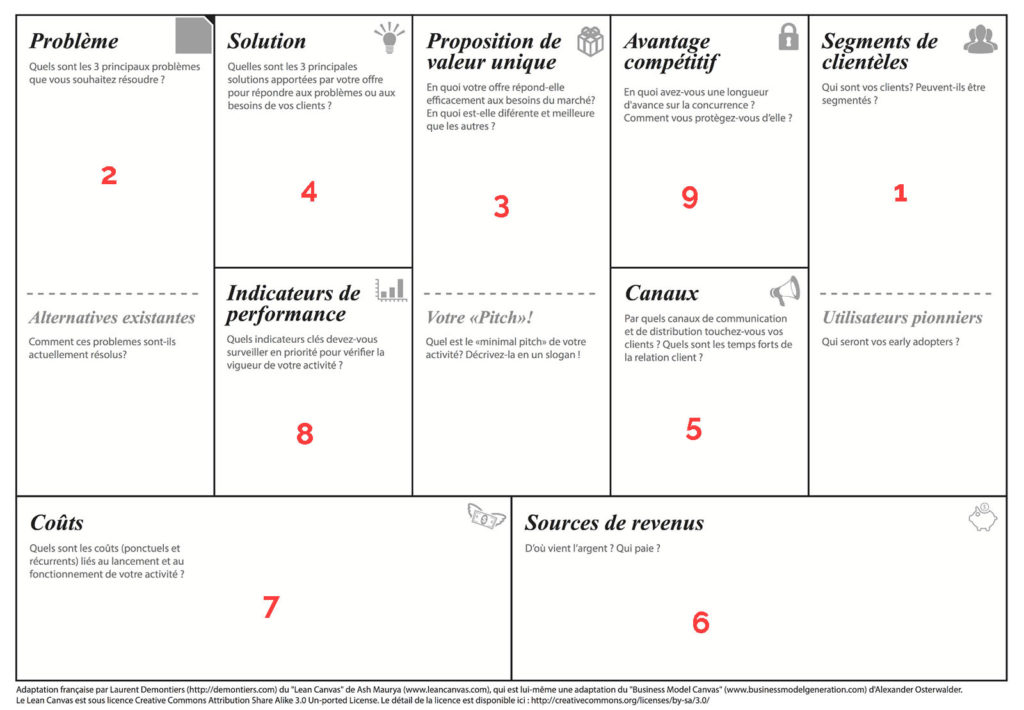 Problème
Quels sont les 3 principaux problèmes
que vous souhaitez résoudre ?
2
Alternatives existantes
Comment ces problemes sont-ils
actuellement résolus?
Solution
Quelles sont les 3 principales
solutions apportées par votre offre
pour répondre aux problèmes ou aux
besoins de vos clients ?
4
Indicateurs de
performance
Quels indicateurs clés devez-vous
surveiller en priorité pour vérifier la
vigueur de votre activité ?
8
Proposition de
valeur unique
En quoi votre offre répond-elle
efficacement aux besoins du marché?
En quoi est-elle diférente et meilleure
que les autres ?
3
Votre «Pitch»!
Quel est le «minimal pitch» de votre
activité? Décrivez-la en un slogan !
Avantage
compétitif
En quoi avez-vous une longueur
d'avance sur la concurrence ?
Comment vous protègez-vous d'elle ?
9
Canaux
Par quels canaux de communication
et de distribution touchez-vous vos
clients ? Quels sont les temps forts de
la relation client ?
5
Segments de
clientèles
Qui sont vos clients? Peuvent-ils être
segmentés ?
1
Utilisateurs pionniers
Qui seront vos early adopters ?
Coûts
Quels sont les coûts (ponctuels et
récurrents) liés au lancement et au
fonctionnement de votre activité ?
7
Sources de revenus
D'où vient l'argent ? Qui paie ?
6
Adaptation française par Laurent Demontiers (http://demontiers.com) du "Lean Canvas" de Ash Maurya (www.leancanvas.com), qui est lui-même une adaptation du "Business Model Canvas" (www.businessmodelgeneration.com) d'Alexander Osterwalder.
Le Lean Canvas est sous licence Creative Commons Attribution Share Alike 3.0 Un-ported License. Le détail de la licence est disponible ici : http://creativecommons.org/licenses/by-sa/3.0/